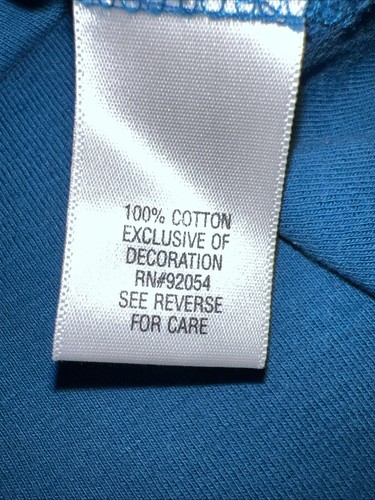 100% COTTON
EXCLUSIVE OF
DECORATION
RN#92054
SEE REVERSE
FOR CARE